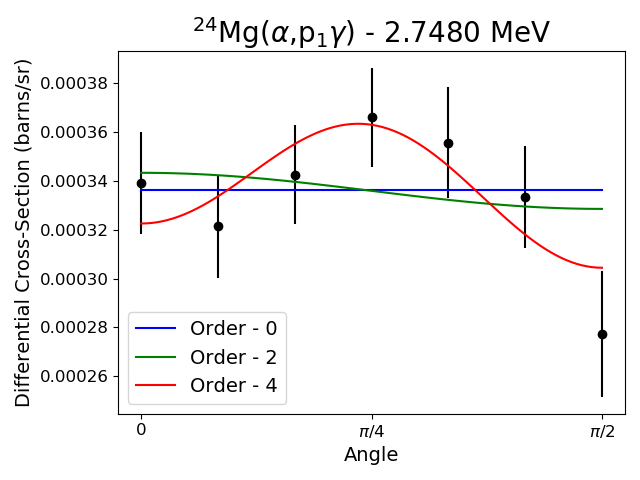 ²⁴Mg(α,p₁γ) - 2.7480 MeV
Differential Cross-Section (barns/sr)
0.00038
0.00036
0.00034
0.00032
0.00030
0.00028
0.00026
Order - 0
Order - 2
Order - 4
0
π/4
π/2
Angle